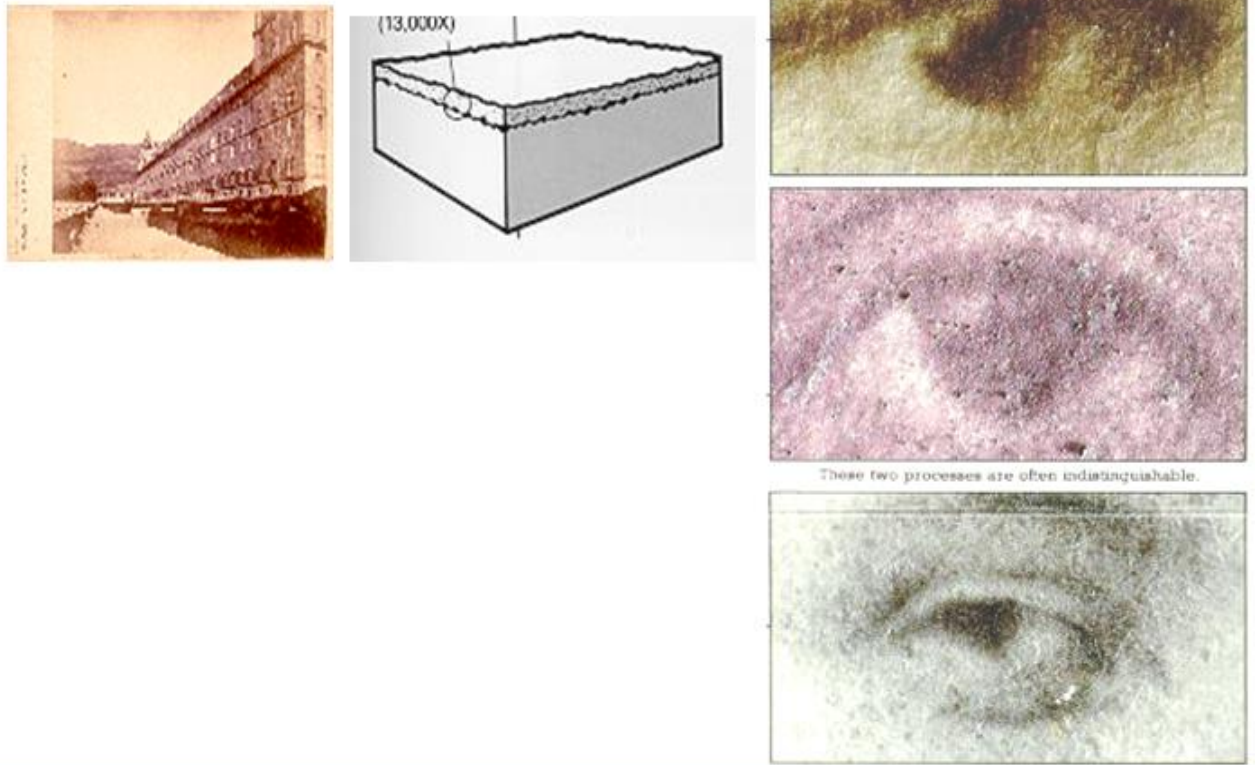 (13,000X)
These two processes are often indistinguishable.